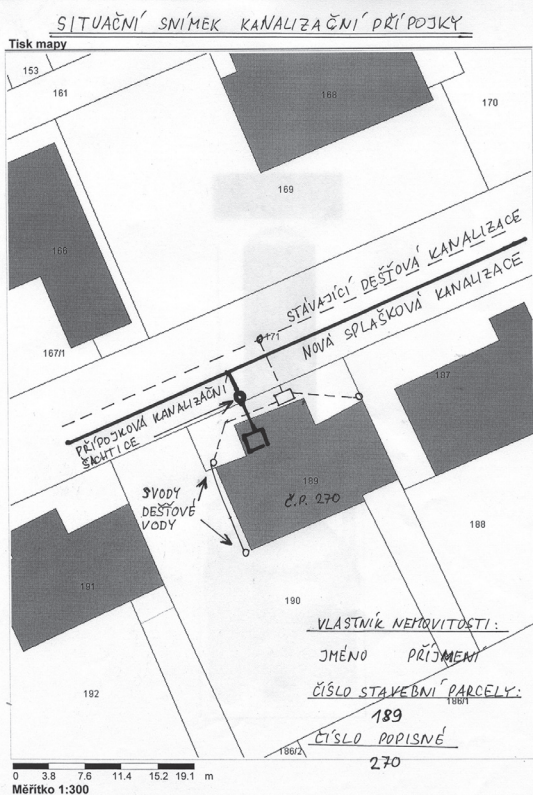 SITUAČNÍ SNÍMEK KANALIZAČNÍ PŘÍPOJKY
Tisk mapy
153
161
168
170
169
166
STÁVAJÍCÍ DEŠŤOVÁ KANALIZACE
171
NOVÁ SPLAŠKOVÁ KANALIZACE
167/1
187
PŘÍPOJKOVÁ KANALIZAČNÍ
ŠACHTICE
189
Č.P. 270
SVODY
DEŠŤOVÉ
VODY
188
191
190
192
VLASTNÍK NEMOVITOSTI:
JMÉNO PŘÍJMENÍ
ČÍSLO STAVEBNÍ PARCELY:
186/1
189
ČÍSLO POPISNÉ
186/2
270
0 3.8 7.6 11.4 15.2 19.1 m
Měřítko 1:300